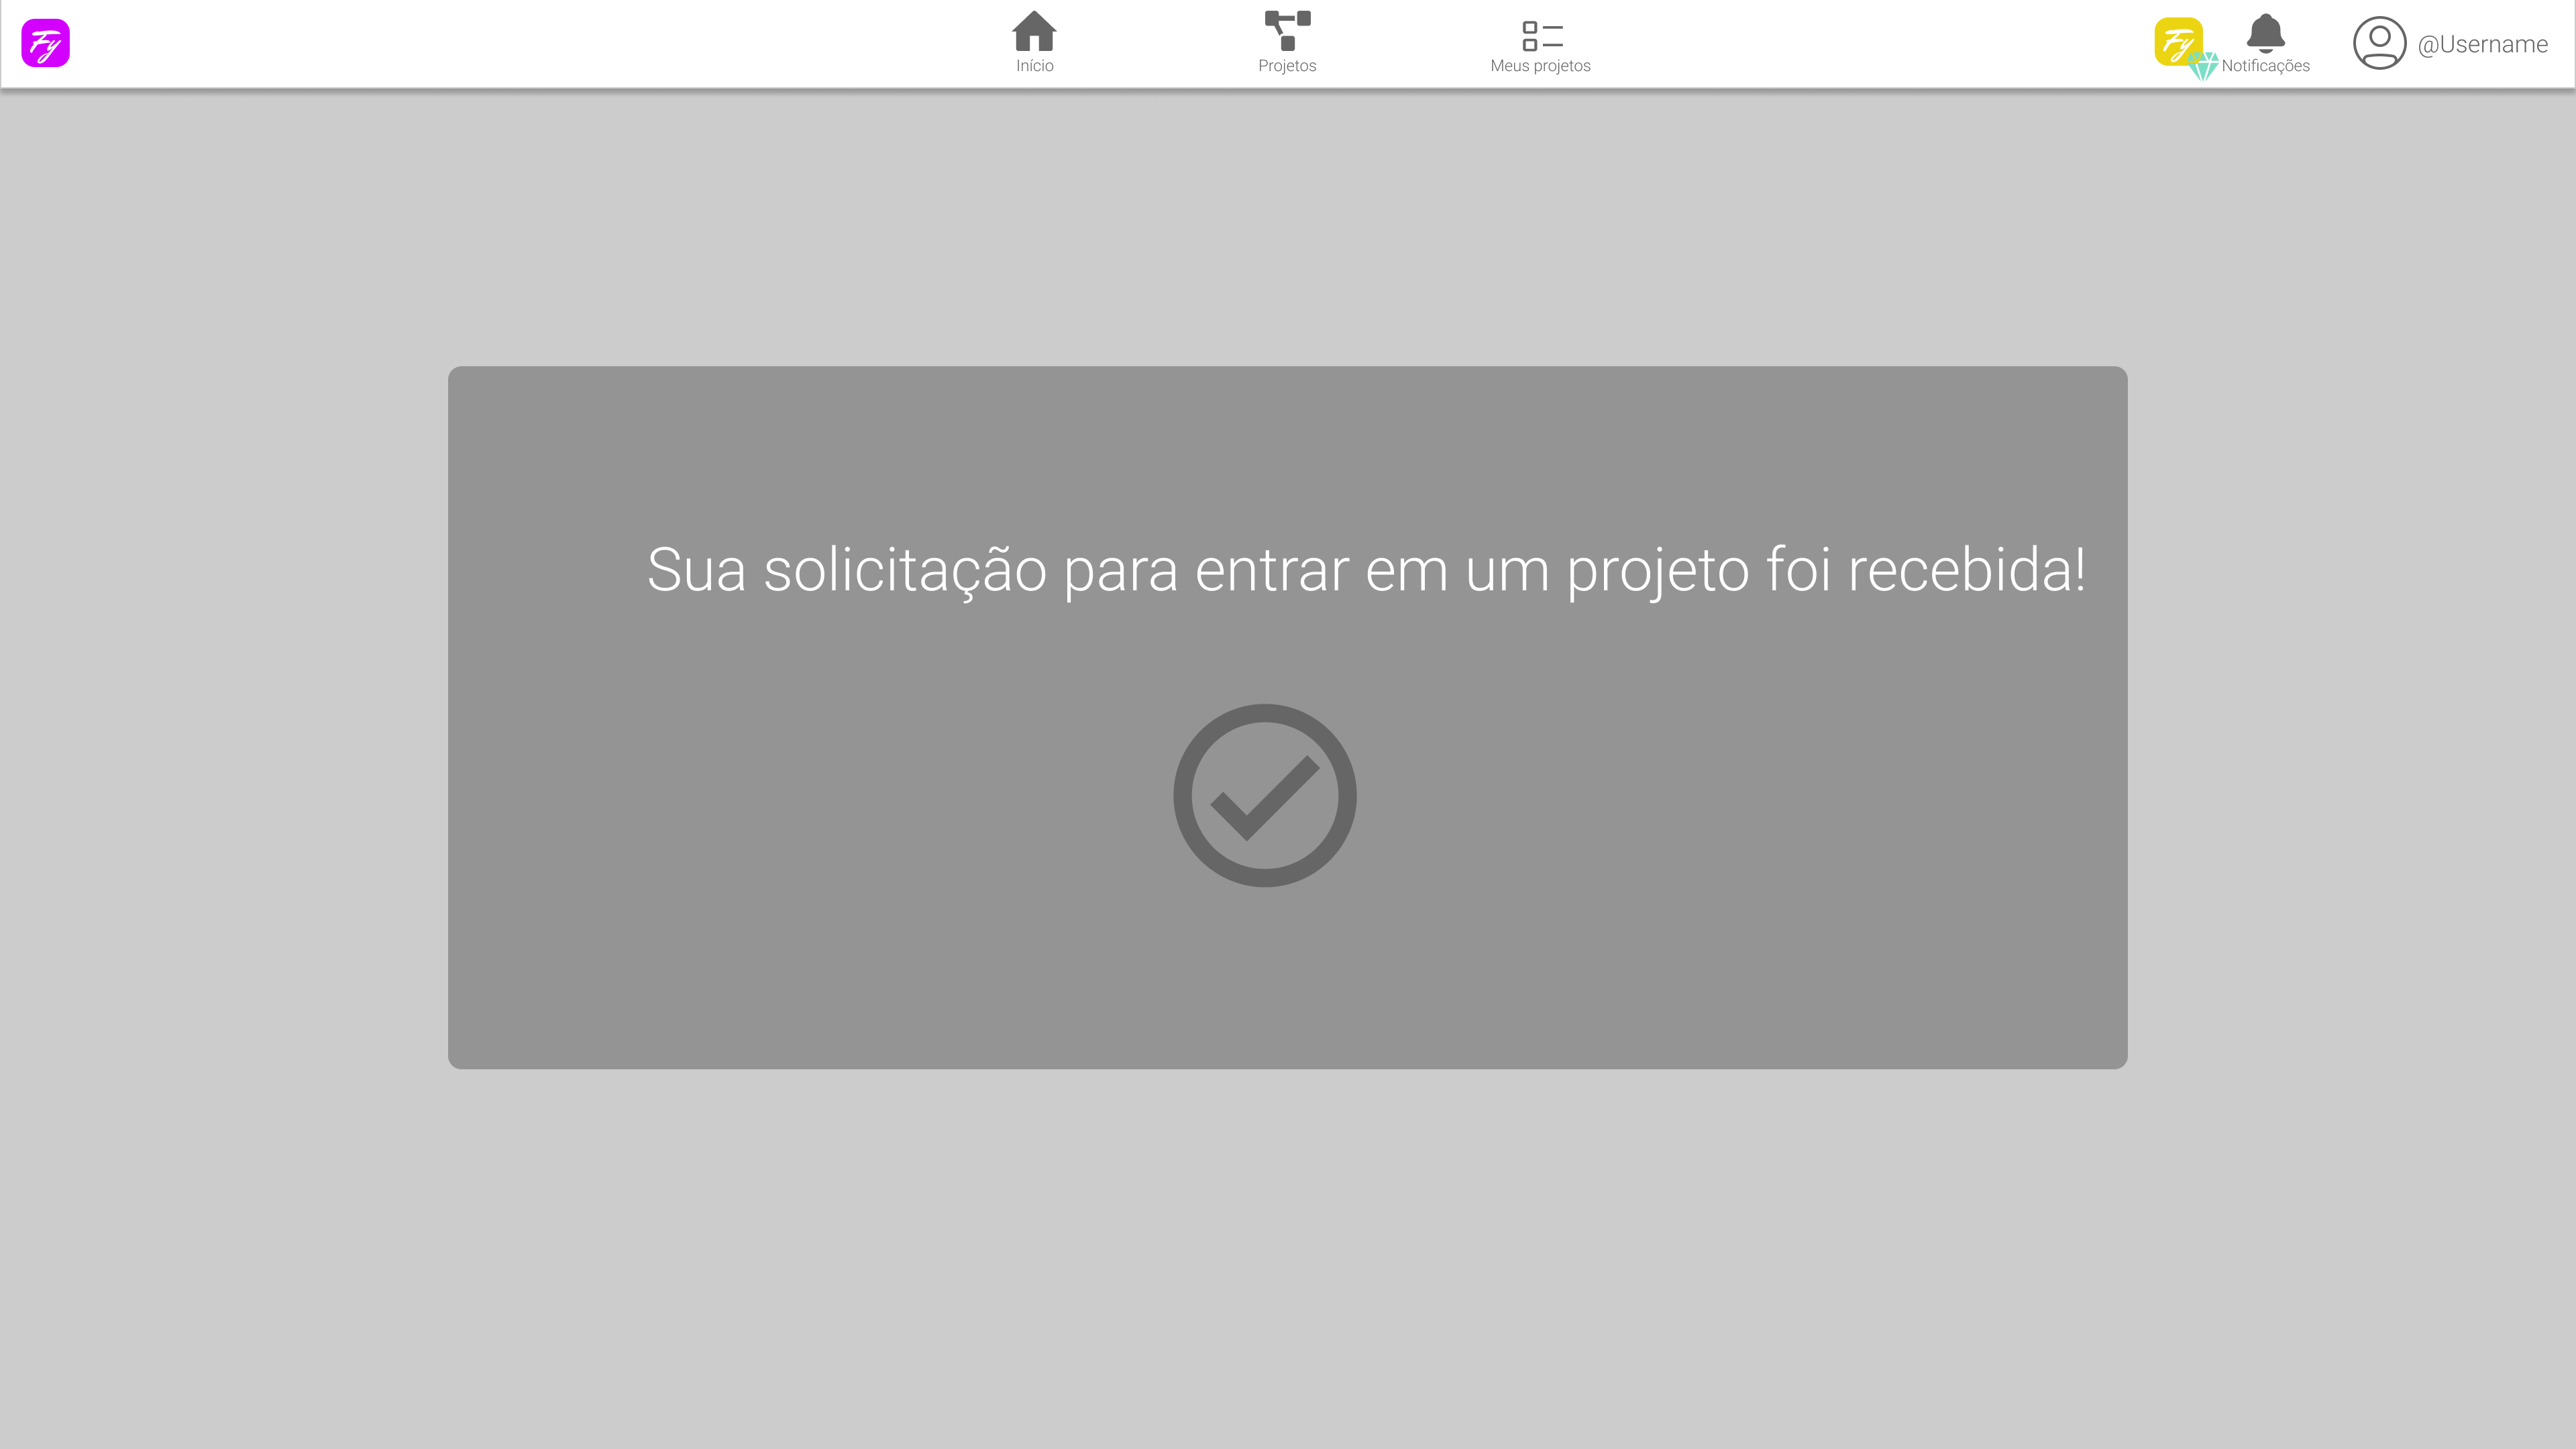 Fy
Início
Projetos
Meus projetos
Fy
Notificações
@Username
Sua solicitação para entrar em um projeto foi recebida!